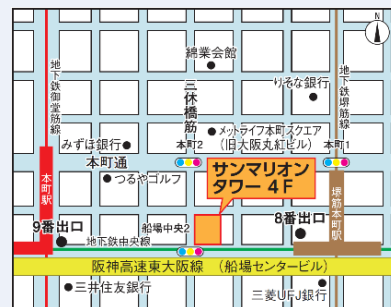 N
地下鉄御堂筋線
綿業会館
地下鉄堺筋線
三休橋筋
りそな銀行
みずほ銀行
メットライフ本町スクエア
(旧大阪丸紅ビル)
本町2
本町1
本町通
つるやゴルフ
サンマリオン
タワー 4F
本町駅
堺筋本町駅
船場中央2
9番出口
8番出口
地下鉄中央線
阪神高速東大阪線 (船場センタービル)
三井住友銀行
三菱UFJ銀行